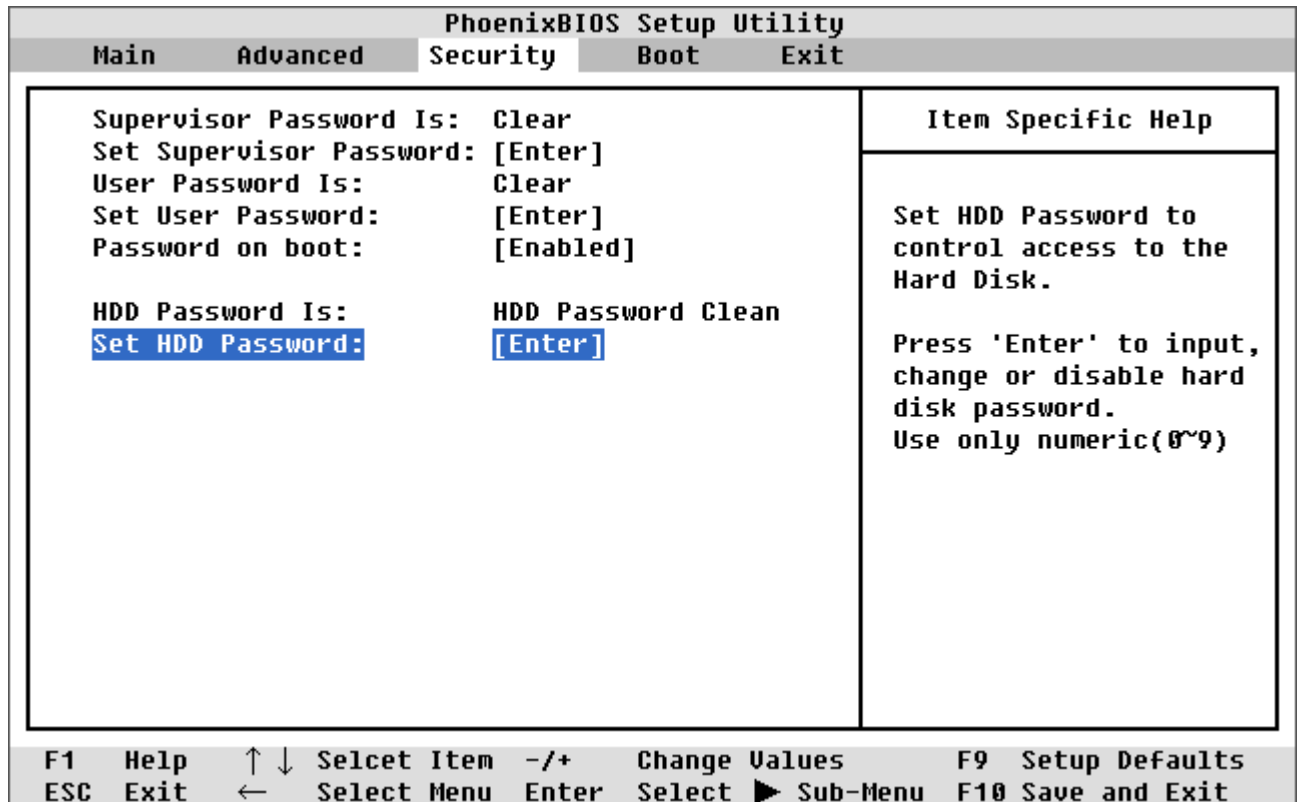 PhoenixBIOS Setup Utility
Main Advanced Security Boot Exit
Supervisor Password Is: Clear
Set Supervisor Password: [Enter]
User Password Is: Clear
Set User Password: [Enter]
Password on boot: [Enabled]
HDD Password Is: HDD Password Clean
Set HDD Password: [Enter]
Item Specific Help
Set HDD Password to
control access to the
Hard Disk.
Press 'Enter' to input,
change or disable hard
disk password.
Use only numeric(0~9)
F1 Help ↑↓ Selcet Item -/+ Change Values F9 Setup Defaults
ESC Exit ← Select Menu Enter Select ▶ Sub-Menu F10 Save and Exit